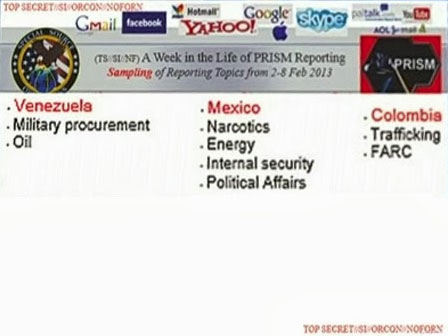 TOP SECRET//SI//ORCON//NOFORN
Gmail facebook Hotmail YAHOO! Google skype paltalk.com YouTube AOL mail
SPECIAL SOURCE
(TS//SI//NF) A Week in the Life of PRISM Reporting
Sampling of Reporting Topics from 2-8 Feb 2013
PRISM
. Venezuela
. Military procurement
. Oil
. Mexico
. Narcotics
. Energy
. Internal security
. Political Affairs
. Colombia
. Trafficking
. FARC
TOP SECRET//SI//ORCON//NOFORN